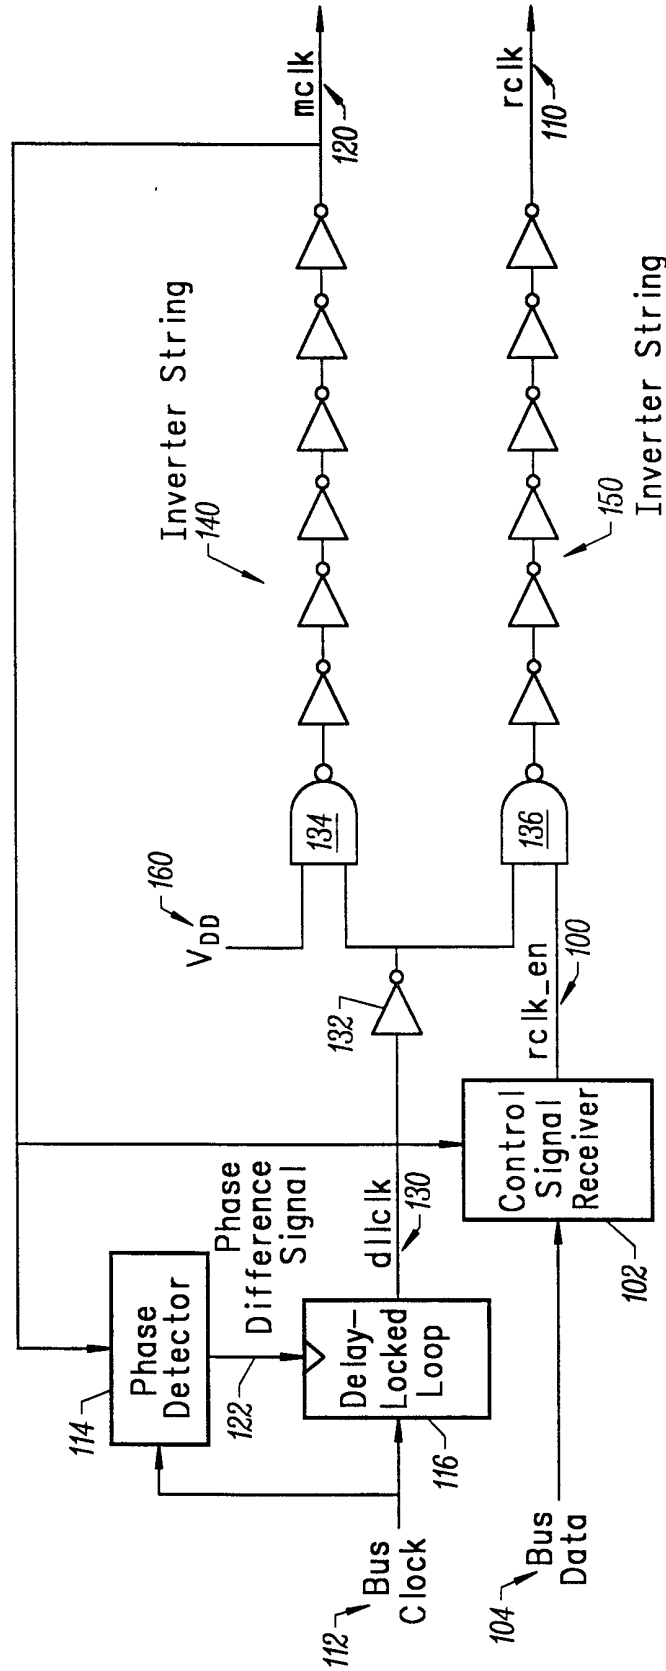 mclk
120
rclk
110
Inverter String
140
150
Inverter String
134
136
160
VDD
132
rclk_en
100
Phase
Difference
Signal
dllclk
130
Control
Signal
Receiver
102
Phase
Detector
114
122
Delay-
Locked
Loop
116
112
Bus
Clock
104
Bus
Data